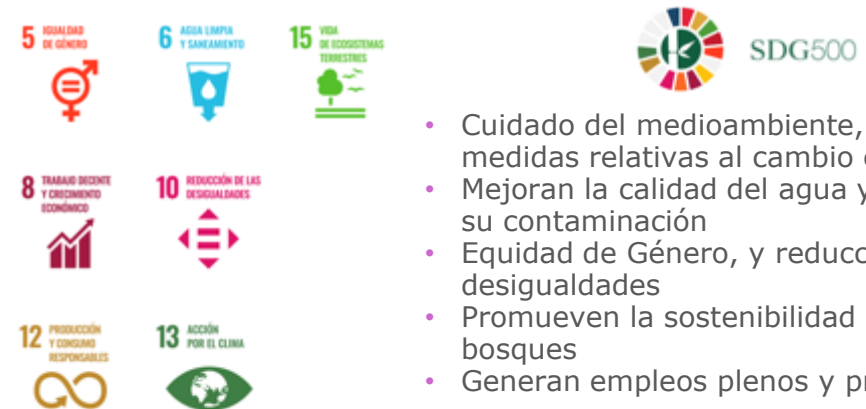 5 IGUALDAD
DE GÉNERO
6 AGUA LIMPIA
Y SANEAMIENTO
15 VIDA
DE ECOSISTEMAS
TERRESTRES
8 TRABAJO DECENTE
Y CRECIMIENTO
ECONÓMICO
10 REDUCCIÓN DE LAS
DESIGUALDADES
12 PRODUCCIÓN
Y CONSUMO
RESPONSABLES
13 ACCIÓN
POR EL CLIMA
SDG500
• Cuidado del medioambiente,
medidas relativas al cambio
• Mejoran la calidad del agua y
su contaminación
• Equidad de Género, y reducc
desigualdades
• Promueven la sostenibilidad
bosques
• Generan empleos plenos y pr